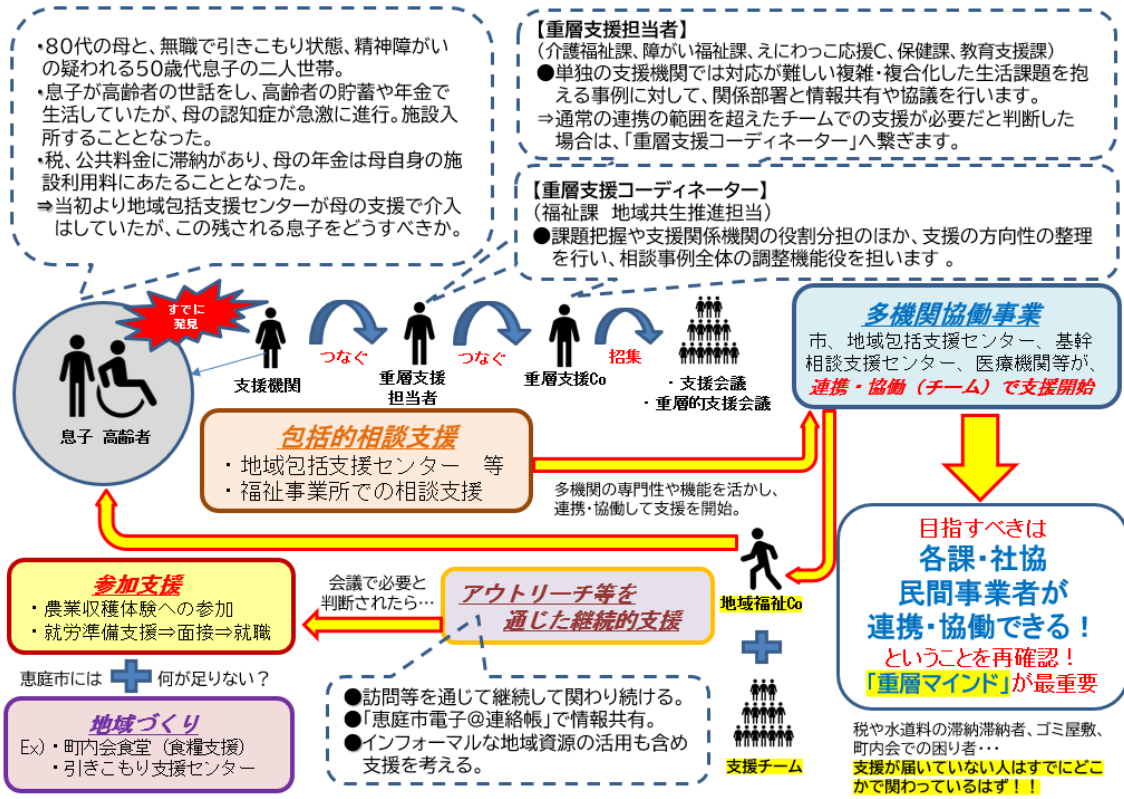 ・80代の母と、無職で引きこもり状態、精神障がい
の疑われる50歳代息子の二人世帯。
・息子が高齢者の世話をし、高齢者の貯蓄や年金で
生活していたが、母の認知症が急激に進行。施設入
所することとなった。
・税、公共料金に滞納があり、母の年金は母自身の施
設利用料にあたることとなった。
⇒当初より地域包括支援センターが母の支援で介入
はしていたが、この残される息子をどうすべきか。
【重層支援担当者】
(介護福祉課、障がい福祉課、えにわっこ応援C、保健課、教育支援課)
●単独の支援機関では対応が難しい複雑・複合化した生活課題を抱
える事例に対して、関係部署と情報共有や協議を行います。
⇒通常の連携の範囲を超えたチームでの支援が必要だと判断した
場合は、「重層支援コーディネーター」へ繋ぎます。
【重層支援コーディネーター】
(福祉課 地域共生推進担当)
●課題把握や支援関係機関の役割分担のほか、支援の方向性の整理
を行い、相談事例全体の調整機能役を担います 。
すでに
発見
息子 高齢者
支援機関
つなぐ
重層支援
担当者
つなぐ
重層支援Co
招集
・支援会議
・重層的支援会議
多機関協働事業
市、地域包括支援センター、基幹
相談支援センター、医療機関等が、
連携・協働（チーム）で支援開始
包括的相談支援
・地域包括支援センター 等
・福祉事業所での相談支援
多機関の専門性や機能を活かし、
連携・協働して支援を開始。
目指すべきは
各課・社協
民間事業者が
連携・協働できる！
ということを再確認！
「重層マインド」が最重要
参加支援
・農業収穫体験への参加
・就労準備支援⇒面接⇒就職
会議で必要と
判断されたら…
アウトリーチ等を
通じた継続的支援
地域福祉Co
恵庭市には
何が足りない？
地域づくり
Ex)・町内会食堂（食糧支援）
・引きこもり支援センター
●訪問等を通じて継続して関わり続ける。
●「恵庭市電子@連絡帳」で情報共有。
●インフォーマルな地域資源の活用も含め
支援を考える。
支援チーム
税や水道料の滞納滞納者、ゴミ屋敷、
町内会での困り者・・・
支援が届いていない人はすでにどこ
かで関わっているはず！！